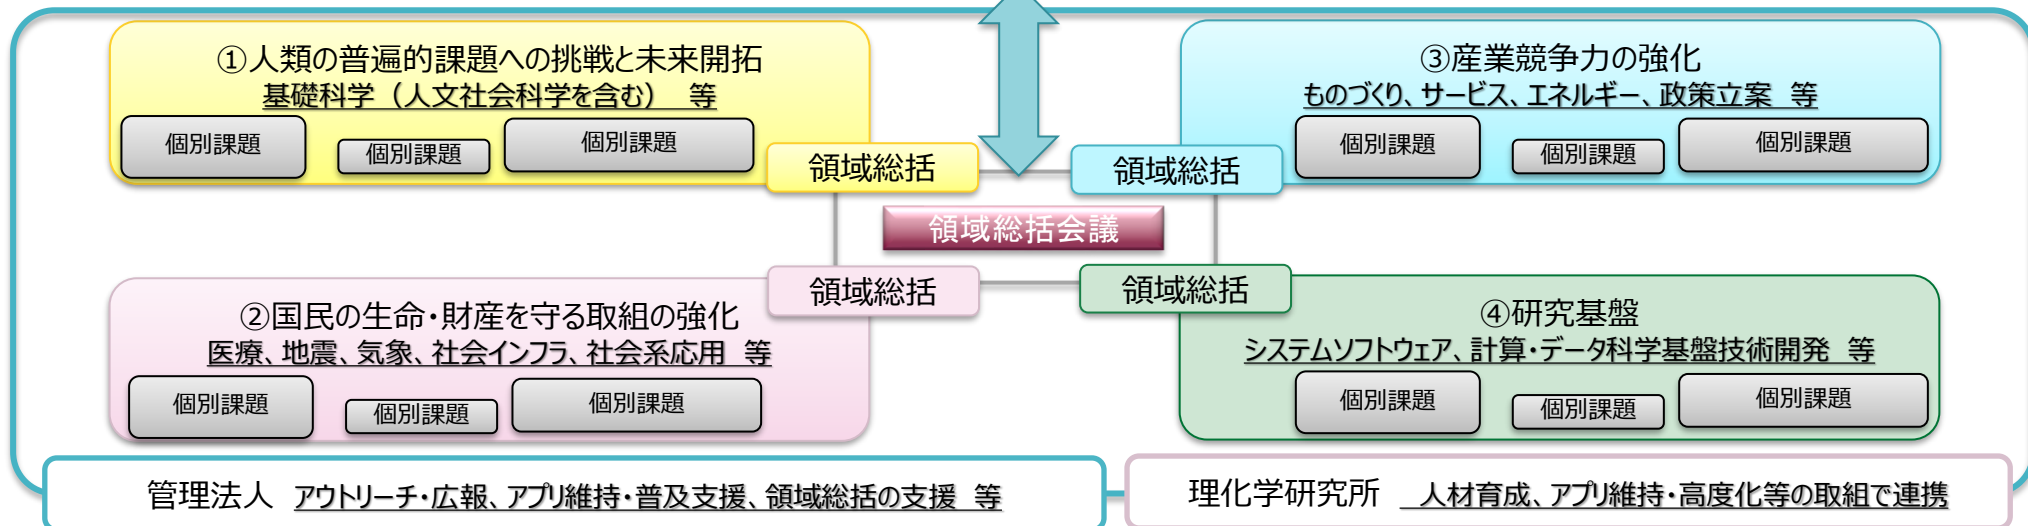 ①人類の普遍的課題への挑戦と未来開拓
基礎科学（人文社会科学を含む）　等
個別課題
個別課題
個別課題
領域総括
③産業競争力の強化
ものづくり、サービス、エネルギー、政策立案　等
個別課題
個別課題
個別課題
領域総括
領域総括会議
領域総括
②国民の生命・財産を守る取組の強化
医療、地震、気象、社会インフラ、社会系応用　等
個別課題
個別課題
個別課題
領域総括
④研究基盤
システムソフトウェア、計算・データ科学基盤技術開発　等
個別課題
個別課題
個別課題
管理法人　アウトリーチ・広報、アプリ維持・普及支援、領域総括の支援　等
理化学研究所　人材育成、アプリ維持・高度化等の取組で連携